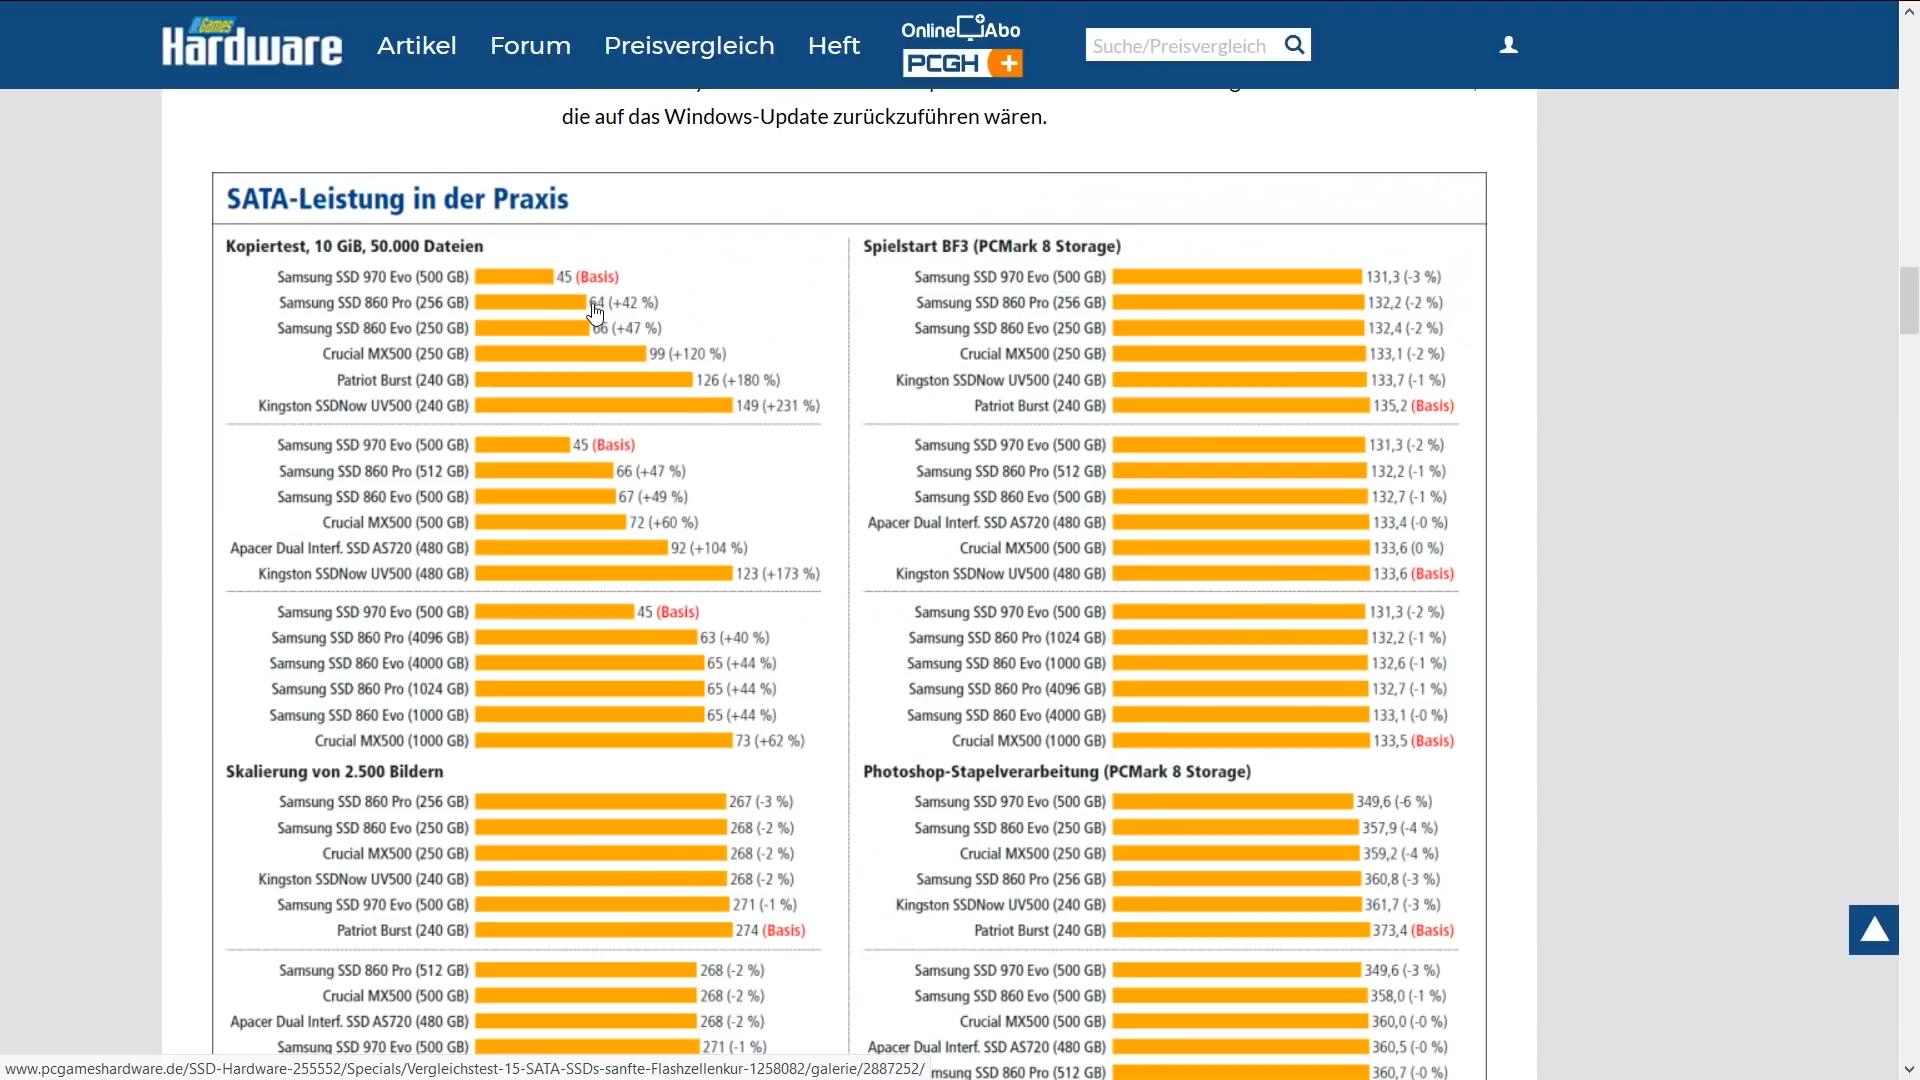 PC Games
Hardware
Artikel
Forum
Preisvergleich
Heft
Online Abo
PCGH +
Suche/Preisvergleich
die auf das Windows-Update zurückzuführen wären.
SATA-Leistung in der Praxis
Kopiertest, 10 GiB, 50.000 Dateien
Samsung SSD 970 Evo (500 GB) 45 (Basis)
Samsung SSD 860 Pro (256 GB) 64 (+42 %)
Samsung SSD 860 Evo (250 GB) 66 (+47 %)
Crucial MX500 (250 GB) 99 (+120 %)
Patriot Burst (240 GB) 126 (+180 %)
Kingston SSDNow UV500 (240 GB) 149 (+231 %)
Samsung SSD 970 Evo (500 GB) 45 (Basis)
Samsung SSD 860 Pro (512 GB) 66 (+47 %)
Samsung SSD 860 Evo (500 GB) 67 (+49 %)
Crucial MX500 (500 GB) 72 (+60 %)
Apacer Dual Interf. SSD AS720 (480 GB) 92 (+104 %)
Kingston SSDNow UV500 (480 GB) 123 (+173 %)
Samsung SSD 970 Evo (500 GB) 45 (Basis)
Samsung SSD 860 Pro (4096 GB) 63 (+40 %)
Samsung SSD 860 Evo (4000 GB) 65 (+44 %)
Samsung SSD 860 Pro (1024 GB) 65 (+44 %)
Samsung SSD 860 Evo (1000 GB) 65 (+44 %)
Crucial MX500 (1000 GB) 73 (+62 %)
Skalierung von 2.500 Bildern
Samsung SSD 860 Pro (256 GB) 267 (-3 %)
Samsung SSD 860 Evo (250 GB) 268 (-2 %)
Crucial MX500 (250 GB) 268 (-2 %)
Kingston SSDNow UV500 (240 GB) 268 (-2 %)
Samsung SSD 970 Evo (500 GB) 271 (-1 %)
Patriot Burst (240 GB) 274 (Basis)
Samsung SSD 860 Pro (512 GB) 268 (-2 %)
Crucial MX500 (500 GB) 268 (-2 %)
Apacer Dual Interf. SSD AS720 (480 GB) 268 (-2 %)
Samsung SSD 970 Evo (500 GB) 271 (-1 %)
Spielstart BF3 (PCMark 8 Storage)
Samsung SSD 970 Evo (500 GB) 131,3 (-3 %)
Samsung SSD 860 Pro (256 GB) 132,2 (-2 %)
Samsung SSD 860 Evo (250 GB) 132,4 (-2 %)
Crucial MX500 (250 GB) 133,1 (-2 %)
Kingston SSDNow UV500 (240 GB) 133,7 (-1 %)
Patriot Burst (240 GB) 135,2 (Basis)
Samsung SSD 970 Evo (500 GB) 131,3 (-2 %)
Samsung SSD 860 Pro (512 GB) 132,2 (-1 %)
Samsung SSD 860 Evo (500 GB) 132,7 (-1 %)
Apacer Dual Interf. SSD AS720 (480 GB) 133,4 (-0 %)
Crucial MX500 (500 GB) 133,6 (0 %)
Kingston SSDNow UV500 (480 GB) 133,6 (Basis)
Samsung SSD 970 Evo (500 GB) 131,3 (-2 %)
Samsung SSD 860 Pro (1024 GB) 132,2 (-1 %)
Samsung SSD 860 Evo (1000 GB) 132,6 (-1 %)
Samsung SSD 860 Pro (4096 GB) 132,7 (-1 %)
Samsung SSD 860 Evo (4000 GB) 133,1 (-0 %)
Crucial MX500 (1000 GB) 133,5 (Basis)
Photoshop-Stapelverarbeitung (PCMark 8 Storage)
Samsung SSD 970 Evo (500 GB) 349,6 (-6 %)
Samsung SSD 860 Evo (250 GB) 357,9 (-4 %)
Crucial MX500 (250 GB) 359,2 (-4 %)
Samsung SSD 860 Pro (256 GB) 360,8 (-3 %)
Kingston SSDNow UV500 (240 GB) 361,7 (-3 %)
Patriot Burst (240 GB) 373,4 (Basis)
Samsung SSD 970 Evo (500 GB) 349,6 (-3 %)
Samsung SSD 860 Evo (500 GB) 358,0 (-1 %)
Crucial MX500 (500 GB) 360,0 (-0 %)
Apacer Dual Interf. SSD AS720 (480 GB) 360,5 (-0 %)
msung SSD 860 Pro (512 GB) 360,7 (-0 %)
www.pcgameshardware.de/SSD-Hardware-255552/Specials/Vergleichstest-15-SATA-SSDs-sanfte-Flashzellenkur-1258082/galerie/2887252/